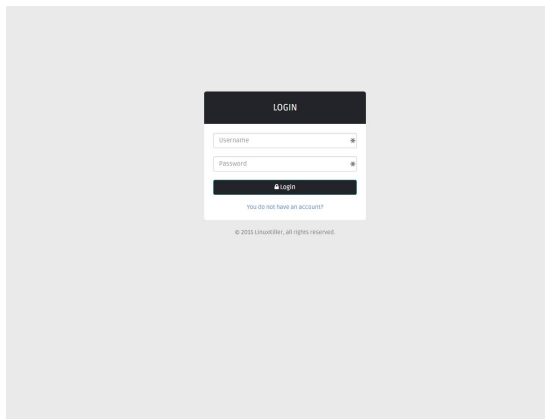 LOGIN
Username
Password
Login
You do not have an account?
© 2015 LinuxKiller, all rights reserved.